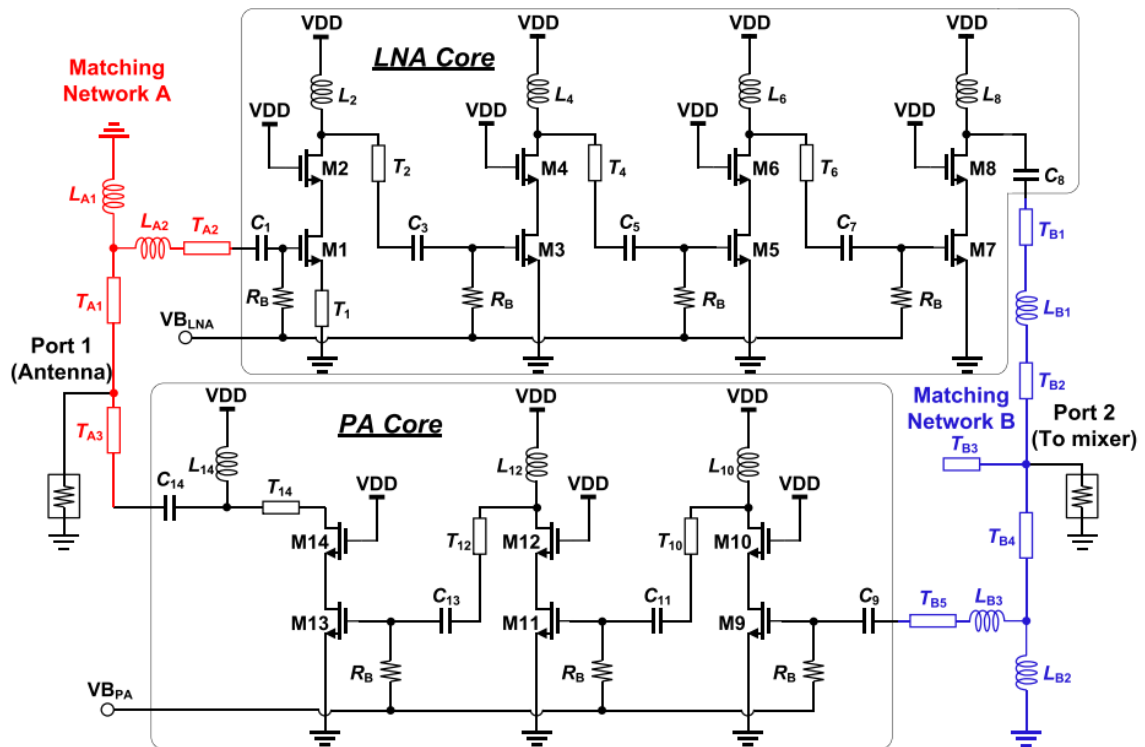 VDD VDD VDD VDD
LNA Core
Matching
Network A
L2 L4 L6 L8
VDD VDD VDD VDD
M2 T2 M4 T4 M6 T6 M8 C8
LA1
LA2 TA2 C1 C3 C5 C7 TB1
M1 M3 M5 M7
TA1 RB T1 RB RB RB LB1
VBLNA
Port 1
(Antenna)
TB2
VDD PA Core VDD VDD
Matching
Network B
Port 2
(To mixer)
TA3 TB3
L14 L12 L10
C14 T14 VDD VDD VDD
M14 T12 M12 T10 M10 TB4
C13 C11 C9 TB5 LB3
M13 M11 M9
RB RB RB LB2
VBPA